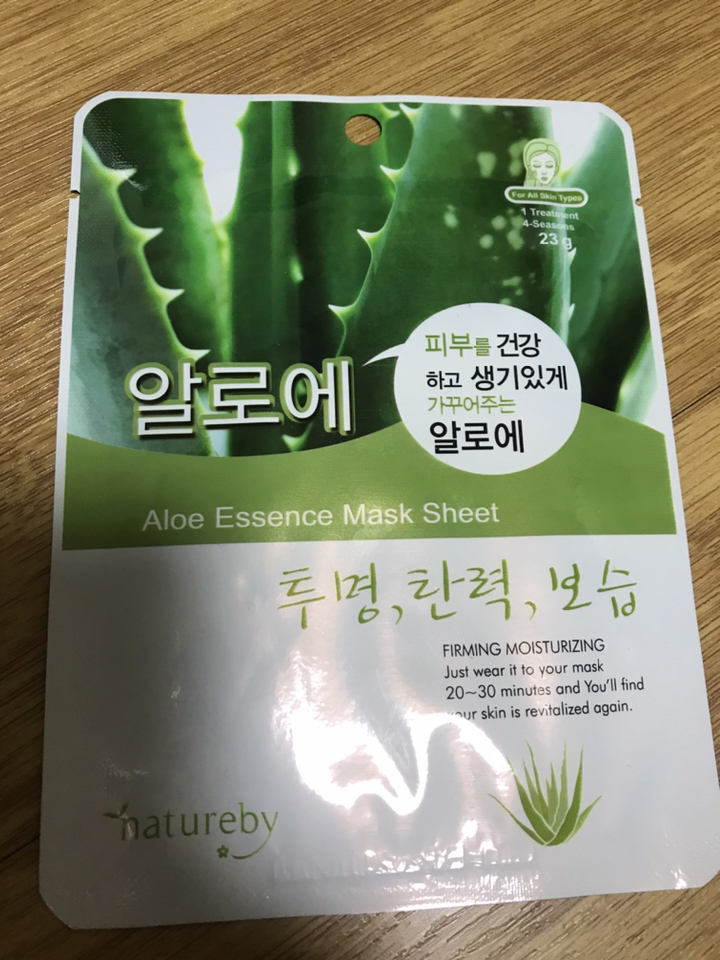 For All Skin Types
1 Treatment
4-Seasons
23 g
피부를 건강
하고 생기있게
가꾸어주는
알로에
알로에
Aloe Essence Mask Sheet
투명, 탄력, 보습
FIRMING MOISTURIZING
Just wear it to your mask
20~30 minutes and You'll find
your skin is revitalized again.
natureby